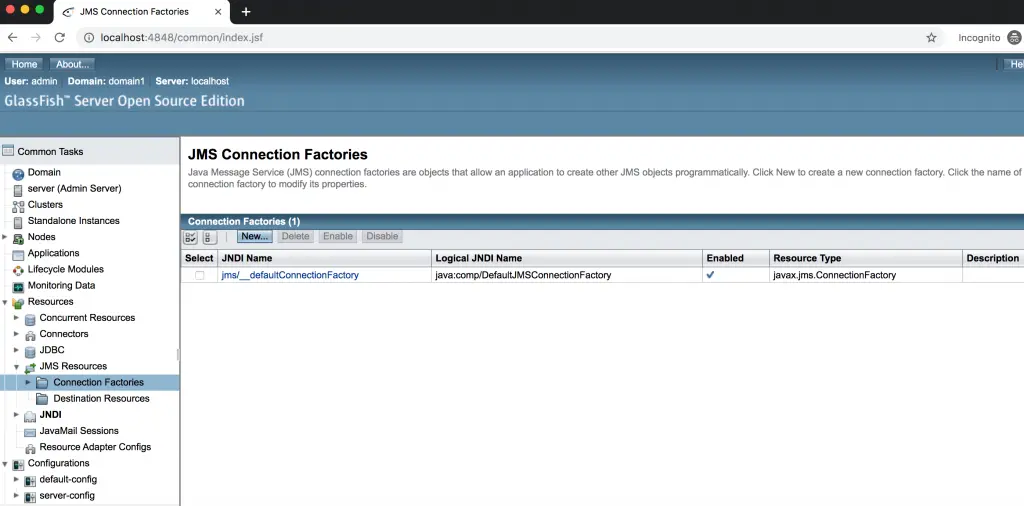 JMS Connection Factories
localhost:4848/common/index.jsf
Incognito
Home About...
User: admin Domain: domain1 Server: localhost
GlassFish™ Server Open Source Edition
Common Tasks
Domain
server (Admin Server)
Clusters
Standalone Instances
Nodes
Applications
Lifecycle Modules
Monitoring Data
Resources
Concurrent Resources
Connectors
JDBC
JMS Resources
Connection Factories
Destination Resources
JNDI
JavaMail Sessions
Resource Adapter Configs
Configurations
default-config
server-config
JMS Connection Factories
Java Message Service (JMS) connection factories are objects that allow an application to create other JMS objects programmatically. Click New to create a new connection factory. Click the name of
connection factory to modify its properties.
Connection Factories (1)
New... Delete Enable Disable
Select JNDI Name Logical JNDI Name Enabled Resource Type Description
jms/__defaultConnectionFactory java:comp/DefaultJMSConnectionFactory javax.jms.ConnectionFactory